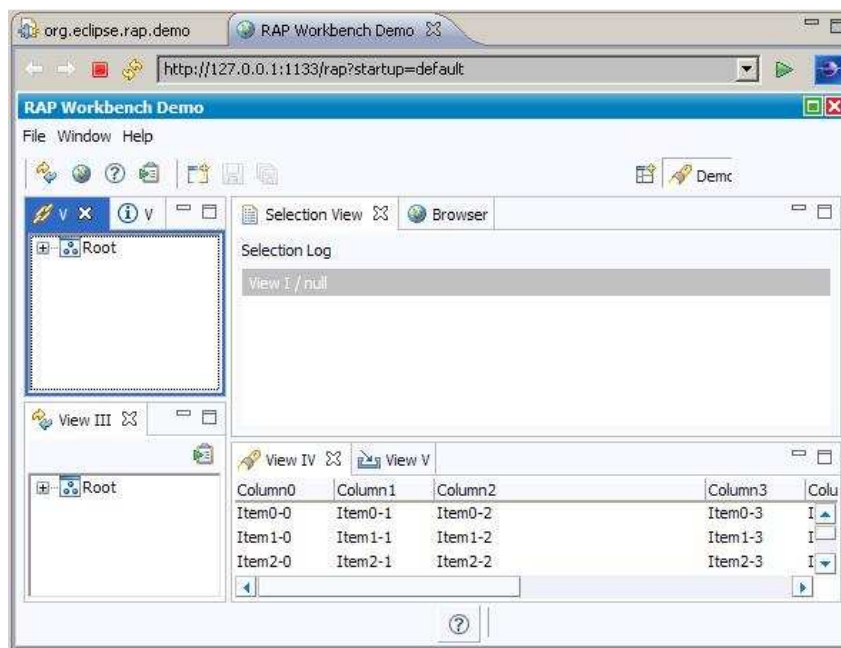 org.eclipse.rap.demo RAP Workbench Demo
http://127.0.0.1:1133/rap?startup=default
RAP Workbench Demo
File Window Help
Demo
V V
Root
Selection View Browser
Selection Log
View I / null
View III
Root
View IV View V
Column0 Column1 Column2 Column3 Colu
Item0-0 Item0-1 Item0-2 Item0-3 I
Item1-0 Item1-1 Item1-2 Item1-3 I
Item2-0 Item2-1 Item2-2 Item2-3 I